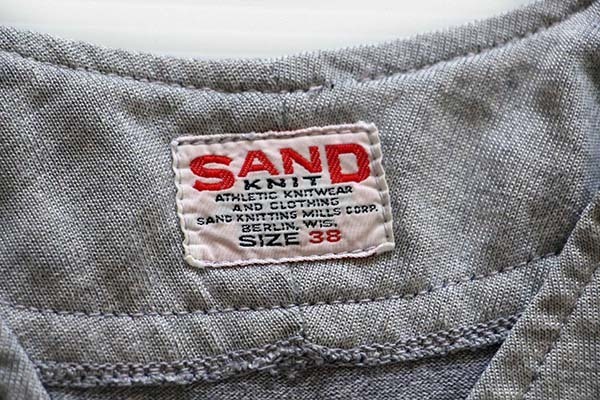 SAND
KNIT
ATHLETIC KNITWEAR
AND CLOTHING
SAND KNITTING MILLS CORP.
BERLIN, WIS.
SIZE 38